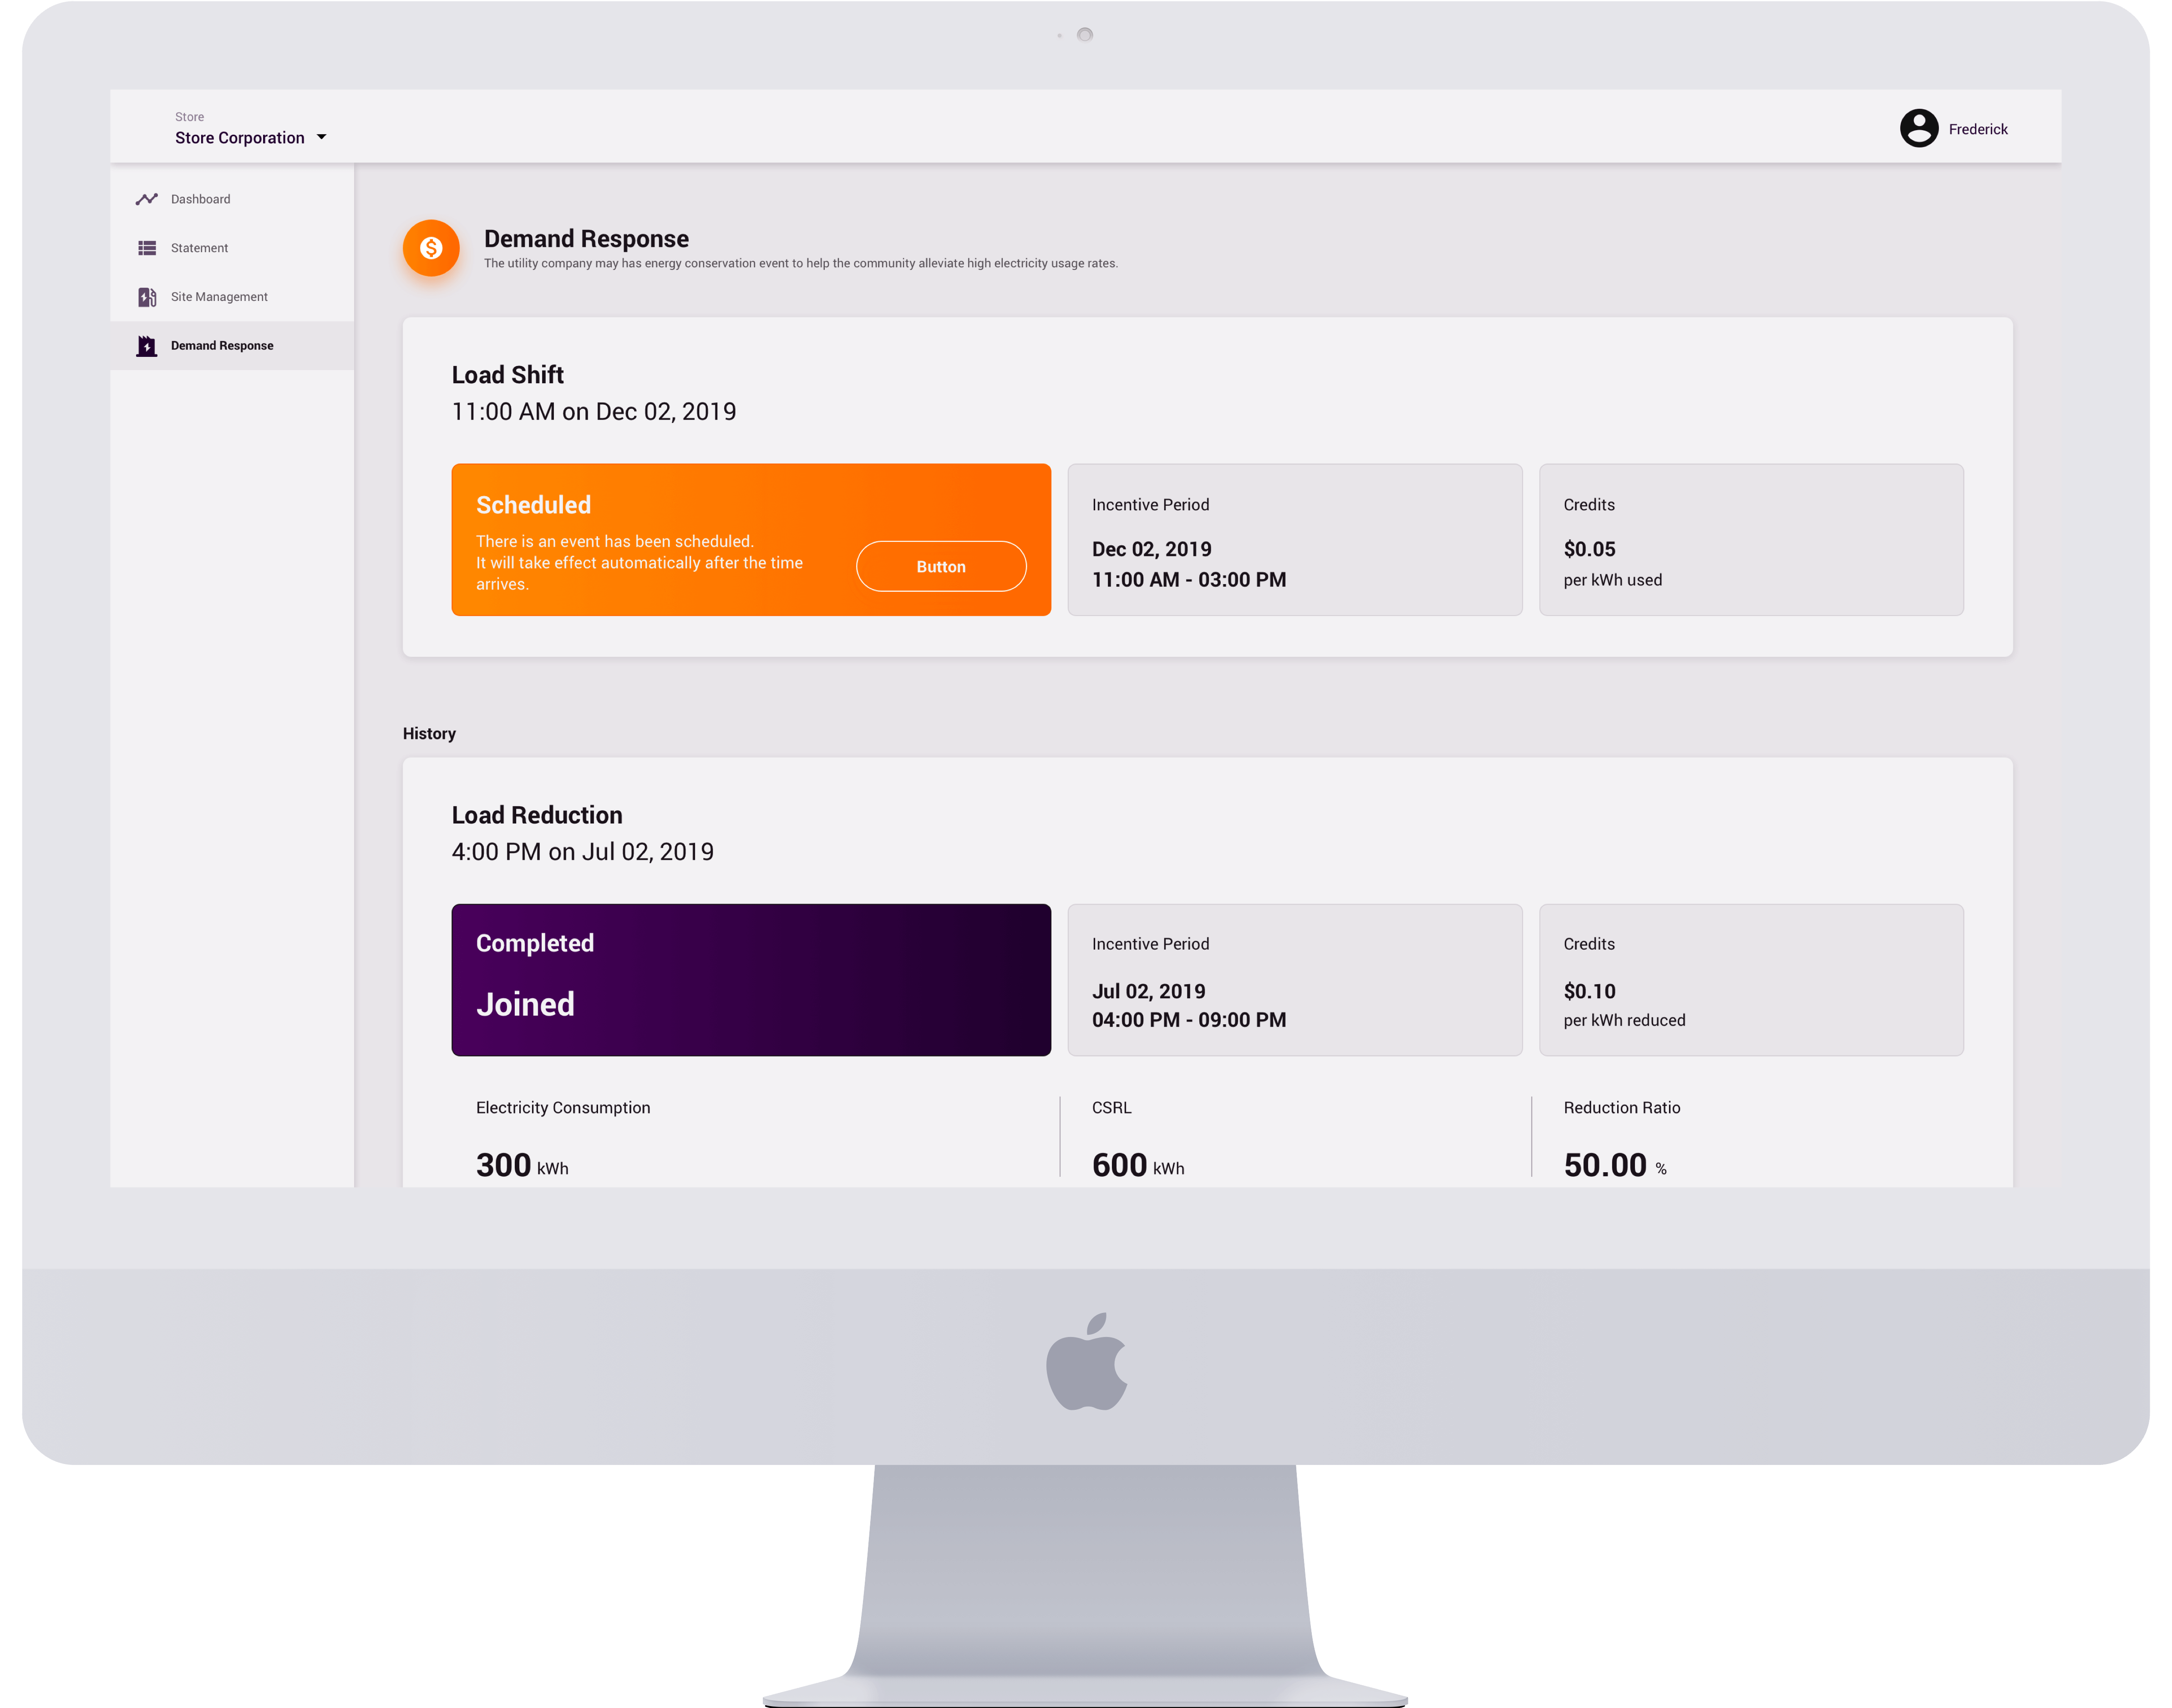 Store
Store Corporation
Frederick
Dashboard
Statement
Site Management
Demand Response
Demand Response
The utility company may has energy conservation event to help the community alleviate high electricity usage rates.
Load Shift
11:00 AM on Dec 02, 2019
Scheduled
There is an event has been scheduled.
It will take effect automatically after the time
arrives.
Button
Incentive Period
Dec 02, 2019
11:00 AM - 03:00 PM
Credits
$0.05
per kWh used
History
Load Reduction
4:00 PM on Jul 02, 2019
Completed
Joined
Incentive Period
Jul 02, 2019
04:00 PM - 09:00 PM
Credits
$0.10
per kWh reduced
Electricity Consumption
300 kWh
CSRL
600 kWh
Reduction Ratio
50.00 %